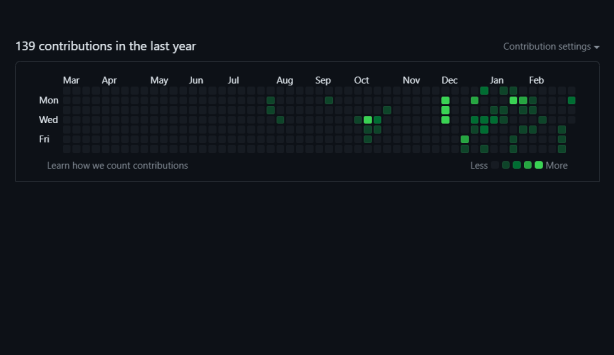 139 contributions in the last year
Contribution settings
Mar Apr May Jun Jul Aug Sep Oct Nov Dec Jan Feb
Mon
Wed
Fri
Learn how we count contributions
Less More